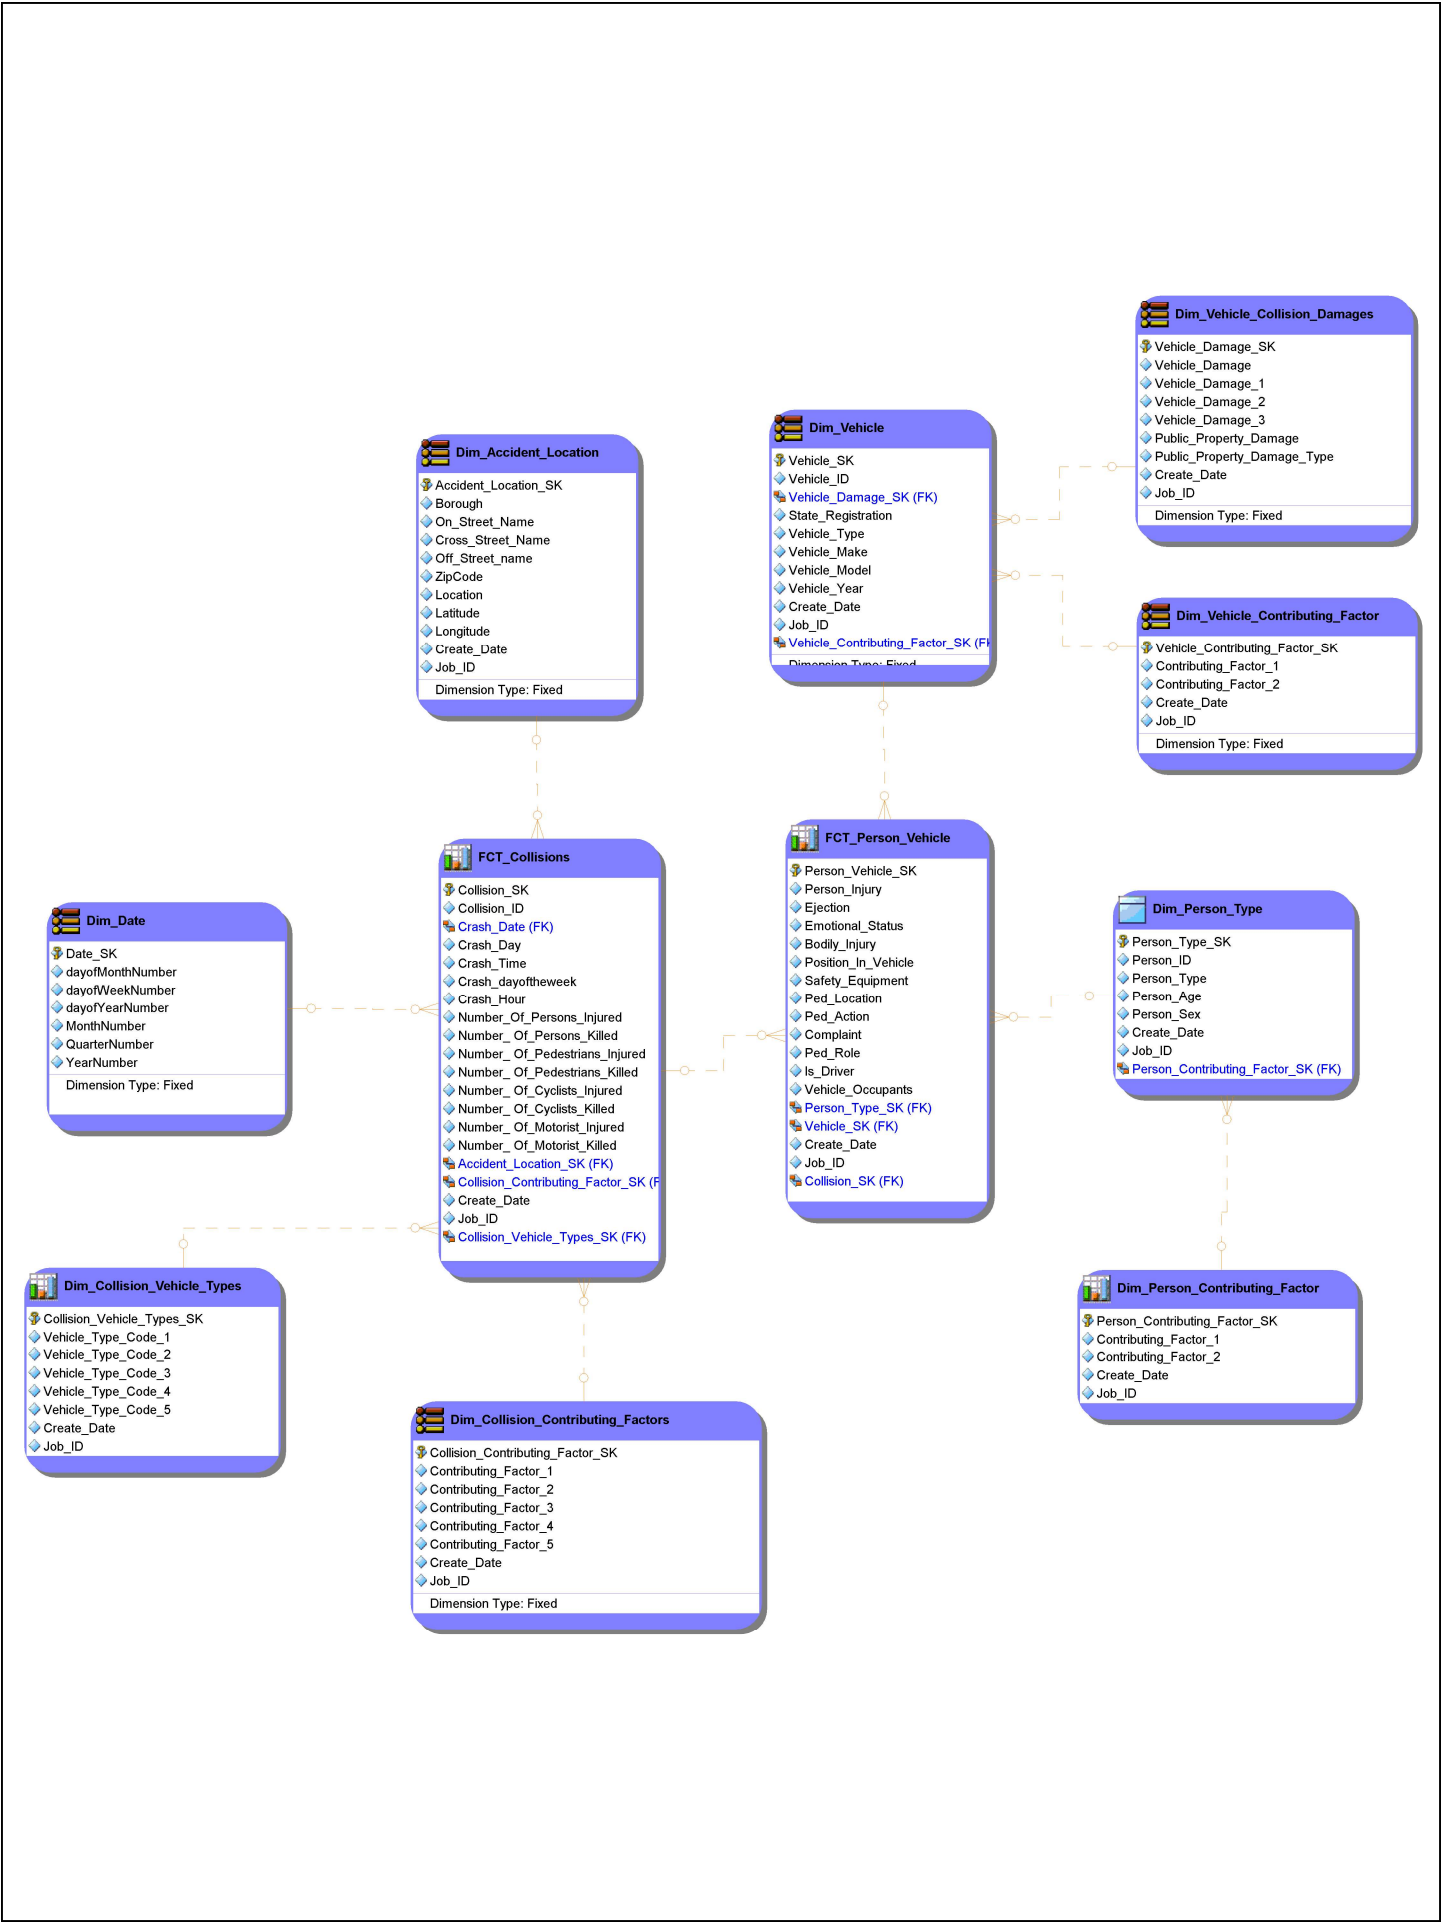 Dim_Vehicle_Collision_Damages
Vehicle_Damage_SK
Vehicle_Damage
Vehicle_Damage_1
Vehicle_Damage_2
Vehicle_Damage_3
Public_Property_Damage
Public_Property_Damage_Type
Create_Date
Job_ID
Dimension Type: Fixed
Dim_Vehicle
Vehicle_SK
Vehicle_ID
Vehicle_Damage_SK (FK)
State_Registration
Vehicle_Type
Vehicle_Make
Vehicle_Model
Vehicle_Year
Create_Date
Job_ID
Vehicle_Contributing_Factor_SK (FK
Dimension Type: Fixed
Dim_Accident_Location
Accident_Location_SK
Borough
On_Street_Name
Cross_Street_Name
Off_Street_name
ZipCode
Location
Latitude
Longitude
Create_Date
Job_ID
Dimension Type: Fixed
Dim_Vehicle_Contributing_Factor
Vehicle_Contributing_Factor_SK
Contributing_Factor_1
Contributing_Factor_2
Create_Date
Job_ID
Dimension Type: Fixed
FCT_Collisions
Collision_SK
Collision_ID
Crash_Date (FK)
Crash_Day
Crash_Time
Crash_dayoftheweek
Crash_Hour
Number_Of_Persons_Injured
Number_ Of_Persons_Killed
Number_ Of_Pedestrians_Injured
Number_ Of_Pedestrians_Killed
Number_ Of_Cyclists_Injured
Number_ Of_Cyclists_Killed
Number_ Of_Motorist_Injured
Number_ Of_Motorist_Killed
Accident_Location_SK (FK)
Collision_Contributing_Factor_SK (F
Create_Date
Job_ID
Collision_Vehicle_Types_SK (FK)
FCT_Person_Vehicle
Person_Vehicle_SK
Person_Injury
Ejection
Emotional_Status
Bodily_Injury
Position_In_Vehicle
Safety_Equipment
Ped_Location
Ped_Action
Complaint
Ped_Role
Is_Driver
Vehicle_Occupants
Person_Type_SK (FK)
Vehicle_SK (FK)
Create_Date
Job_ID
Collision_SK (FK)
Dim_Date
Date_SK
dayofMonthNumber
dayofWeekNumber
dayofYearNumber
MonthNumber
QuarterNumber
YearNumber
Dimension Type: Fixed
Dim_Person_Type
Person_Type_SK
Person_ID
Person_Type
Person_Age
Person_Sex
Create_Date
Job_ID
Person_Contributing_Factor_SK (FK)
Dim_Collision_Vehicle_Types
Collision_Vehicle_Types_SK
Vehicle_Type_Code_1
Vehicle_Type_Code_2
Vehicle_Type_Code_3
Vehicle_Type_Code_4
Vehicle_Type_Code_5
Create_Date
Job_ID
Dim_Person_Contributing_Factor
Person_Contributing_Factor_SK
Contributing_Factor_1
Contributing_Factor_2
Create_Date
Job_ID
Dim_Collision_Contributing_Factors
Collision_Contributing_Factor_SK
Contributing_Factor_1
Contributing_Factor_2
Contributing_Factor_3
Contributing_Factor_4
Contributing_Factor_5
Create_Date
Job_ID
Dimension Type: Fixed